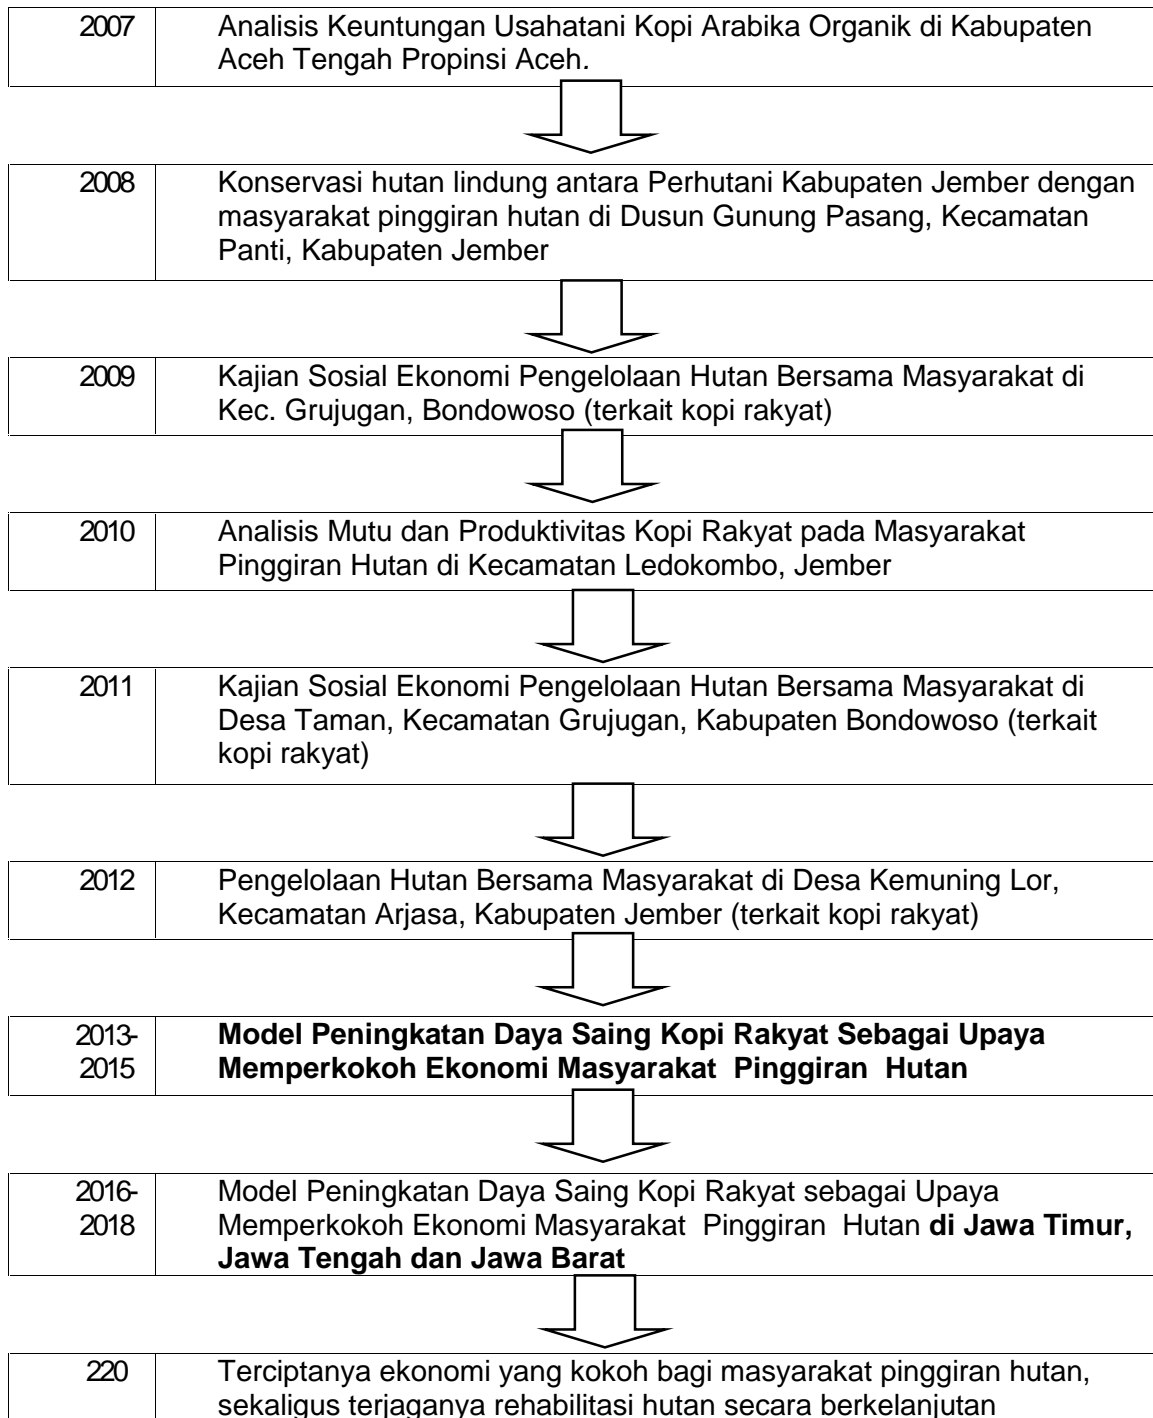 2007 Analisis Keuntungan Usahatani Kopi Arabika Organik di Kabupaten
Aceh Tengah Propinsi Aceh.
2008 Konservasi hutan lindung antara Perhutani Kabupaten Jember dengan
masyarakat pinggiran hutan di Dusun Gunung Pasang, Kecamatan
Panti, Kabupaten Jember
2009 Kajian Sosial Ekonomi Pengelolaan Hutan Bersama Masyarakat di
Kec. Grujugan, Bondowoso (terkait kopi rakyat)
2010 Analisis Mutu dan Produktivitas Kopi Rakyat pada Masyarakat
Pinggiran Hutan di Kecamatan Ledokombo, Jember
2011 Kajian Sosial Ekonomi Pengelolaan Hutan Bersama Masyarakat di
Desa Taman, Kecamatan Grujugan, Kabupaten Bondowoso (terkait
kopi rakyat)
2012 Pengelolaan Hutan Bersama Masyarakat di Desa Kemuning Lor,
Kecamatan Arjasa, Kabupaten Jember (terkait kopi rakyat)
2013- Model Peningkatan Daya Saing Kopi Rakyat Sebagai Upaya
2015 Memperkokoh Ekonomi Masyarakat Pinggiran Hutan
2016- Model Peningkatan Daya Saing Kopi Rakyat sebagai Upaya
2018 Memperkokoh Ekonomi Masyarakat Pinggiran Hutan di Jawa Timur,
Jawa Tengah dan Jawa Barat
220 Terciptanya ekonomi yang kokoh bagi masyarakat pinggiran hutan,
sekaligus terjaganya rehabilitasi hutan secara berkelanjutan